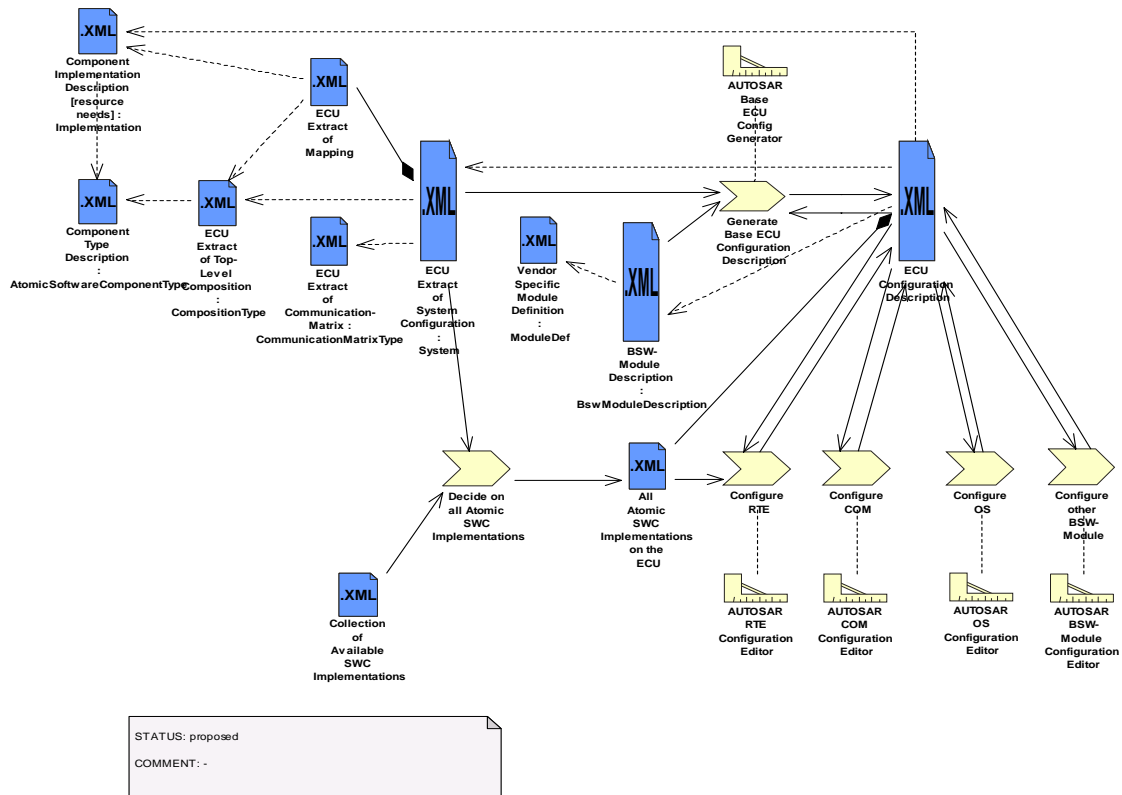 .XML
Component
Implementation
Description
[resource
needs] :
Implementation
.XML
ECU
Extract
of
Mapping
AUTOSAR
Base
ECU
Config
Generator
.XML
Component
Type
Description
:
AtomicSoftwareComponentType
.XML
ECU
Extract
of Top-
Level
Composition :
CompositionType
.XML
ECU
Extract
of
Communication-
Matrix :
CommunicationMatrixType
.XML
ECU
Extract
of
System
Configuration
:
System
.XML
Vendor
Specific
Module
Definition
:
ModuleDef
.XML
BSW-
Module
Description
:
BswModuleDescription
Generate
Base ECU
Configuration
Description
.XML
ECU
Configuration
Description
Decide on
all Atomic
SWC
Implementations
.XML
All
Atomic
SWC
Implementations
on the
ECU
Configure
RTE
Configure
COM
Configure
OS
Configure
other
BSW-
Module
.XML
Collection
of
Available
SWC
Implementations
AUTOSAR
RTE
Configuration
Editor
AUTOSAR
COM
Configuration
Editor
AUTOSAR
OS
Configuration
Editor
AUTOSAR
BSW-
Module
Configuration
Editor
STATUS: proposed
COMMENT: -